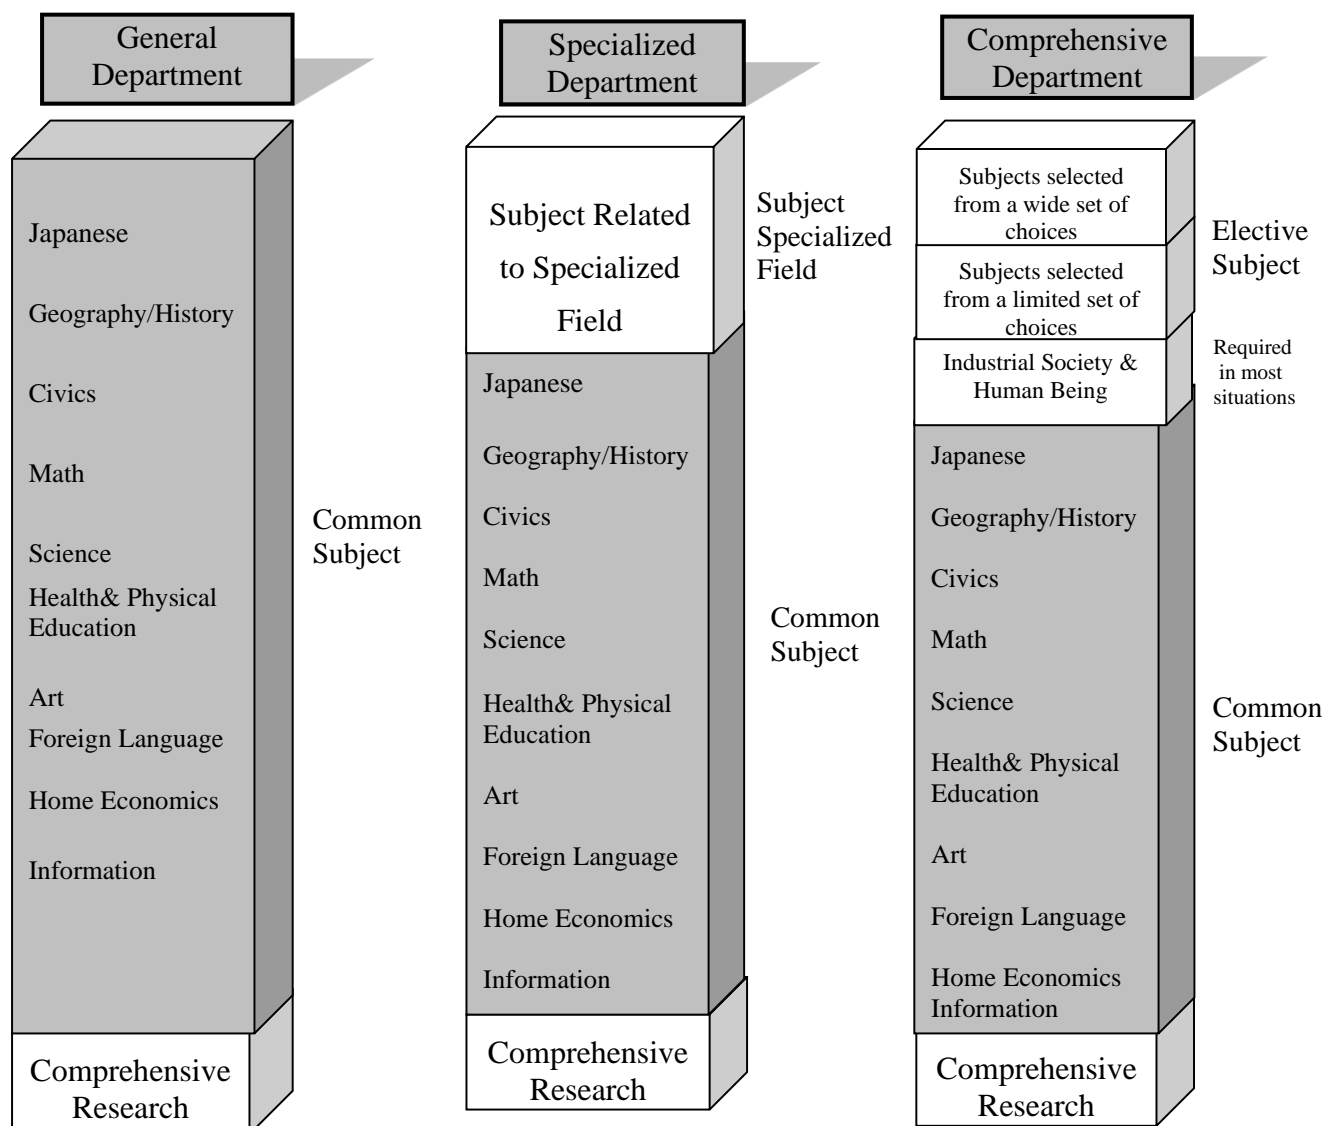 General
Department
Japanese
Geography/History
Civics
Math
Science
Health& Physical
Education
Art
Foreign Language
Home Economics
Information
Comprehensive
Research
Common
Subject
Specialized
Department
Subject Related
to Specialized
Field
Subject
Specialized
Field
Japanese
Geography/History
Civics
Math
Science
Health& Physical
Education
Art
Foreign Language
Home Economics
Information
Comprehensive
Research
Common
Subject
Comprehensive
Department
Subjects selected
from a wide set of
choices
Subjects selected
from a limited set of
choices
Elective
Subject
Industrial Society &
Human Being
Required
in most
situations
Japanese
Geography/History
Civics
Math
Science
Health& Physical
Education
Art
Foreign Language
Home Economics
Information
Common
Subject
Comprehensive
Research